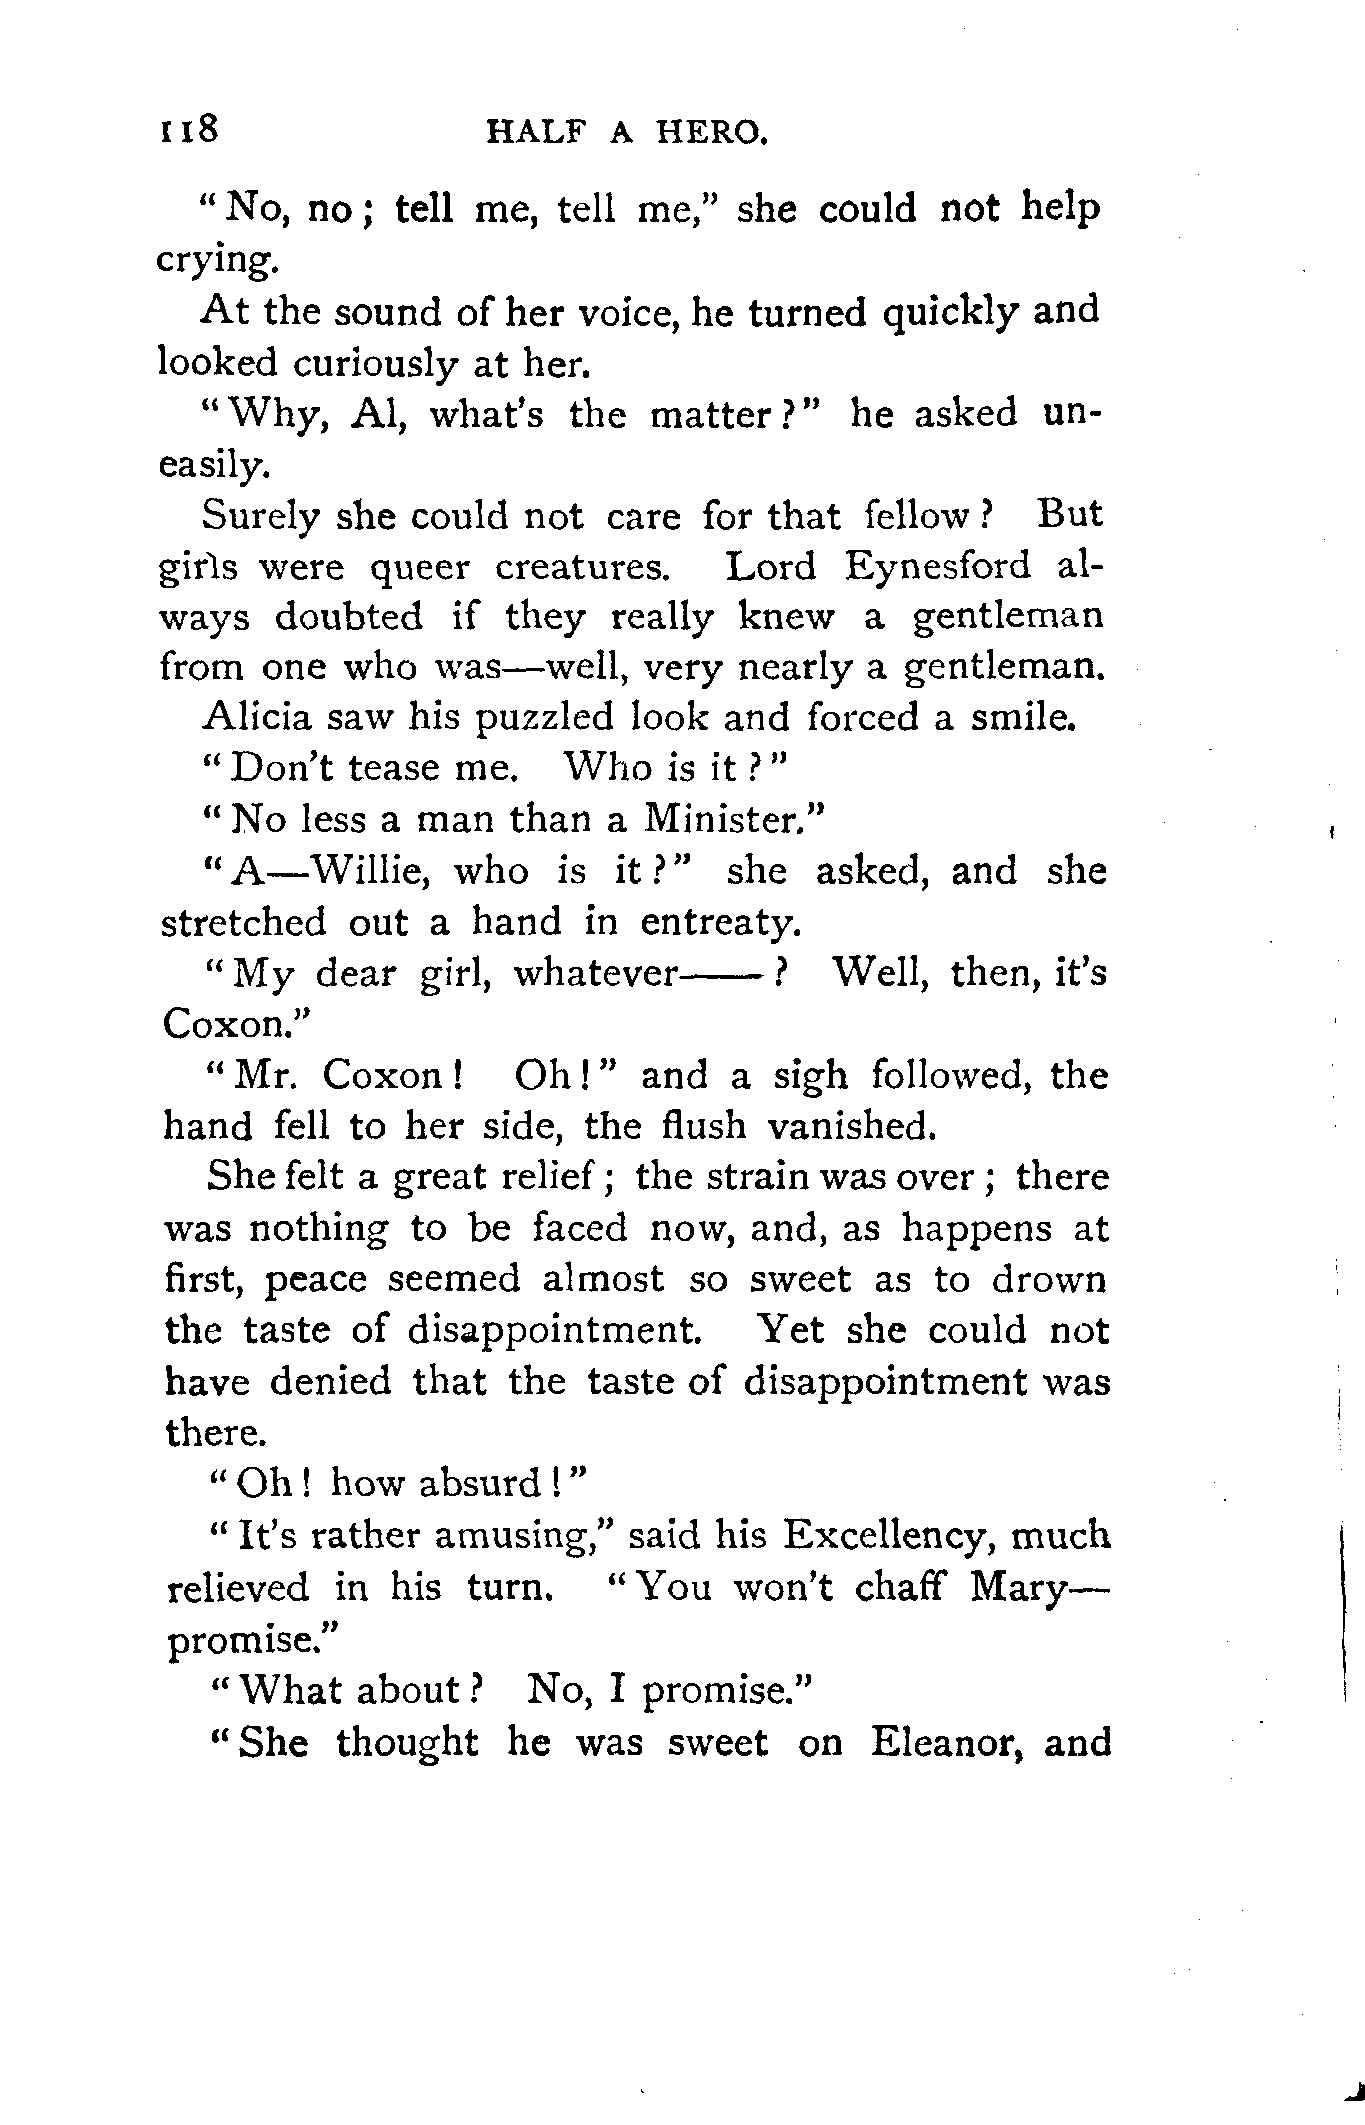 118 HALF A HERO.
“No, no; tell me, tell me,” she could not help
crying.
At the sound of her voice, he turned quickly and
looked curiously at her.
“Why, Al, what's the matter?” he asked un-
easily.
Surely she could not care for that fellow? But
girls were queer creatures. Lord Eynesford al-
ways doubted if they really knew a gentleman
from one who was—well, very nearly a gentleman.
Alicia saw his puzzled look and forced a smile.
“Don't tease me. Who is it?”
“No less a man than a Minister.”
“A—Willie, who is it?” she asked, and she
stretched out a hand in entreaty.
“My dear girl, whatever——? Well, then, it's
Coxon.”
“Mr. Coxon! Oh!” and a sigh followed, the
hand fell to her side, the flush vanished.
She felt a great relief; the strain was over; there
was nothing to be faced now, and, as happens at
first, peace seemed almost so sweet as to drown
the taste of disappointment. Yet she could not
have denied that the taste of disappointment was
there.
“Oh! how absurd!”
“It's rather amusing,” said his Excellency, much
relieved in his turn. “You won't chaff Mary—
promise.”
“What about? No, I promise.”
“She thought he was sweet on Eleanor, and